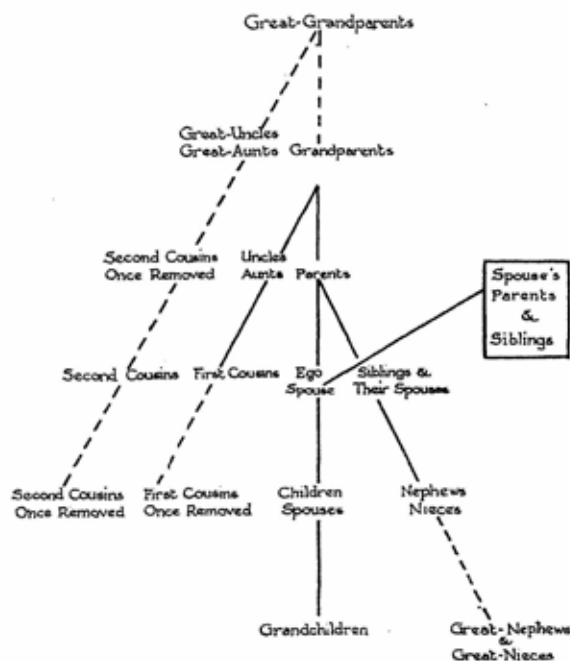 Great-Grandparents
Great-Uncles
Great-Aunts
Grandparents
Second Cousins
Once Removed
Uncles
Aunts
Parents
Spouse's
Parents
&
Siblings
Second Cousins
First Cousins
Ego
Spouse
Siblings &
Their Spouses
Second Cousins
Once Removed
First Cousins
Once Removed
Children
Spouses
Nephews
Nieces
Grandchildren
Great-Nephews
&
Great-Nieces